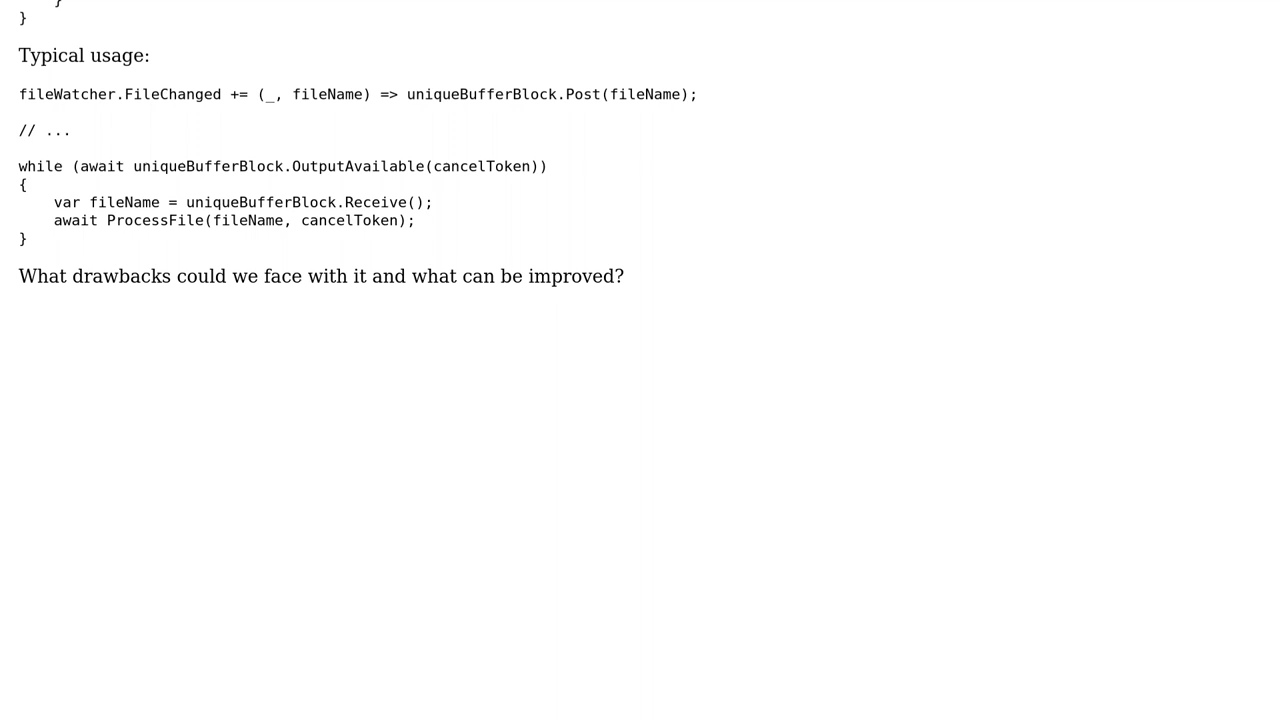 }
}
Typical usage:
fileWatcher.FileChanged += (_, fileName) => uniqueBufferBlock.Post(fileName);
// ...
while (await uniqueBufferBlock.OutputAvailable(cancelToken))
{
    var fileName = uniqueBufferBlock.Receive();
    await ProcessFile(fileName, cancelToken);
}
What drawbacks could we face with it and what can be improved?